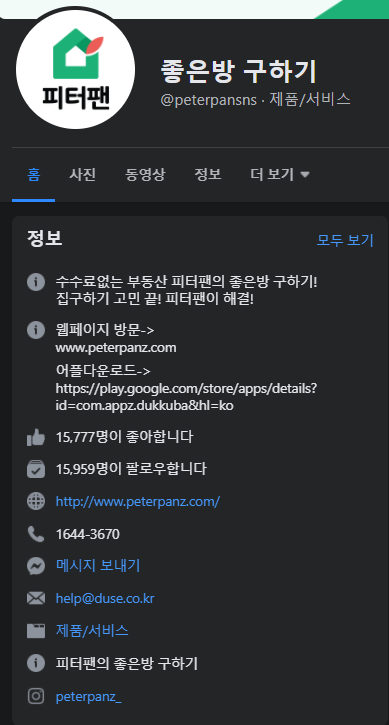 피터팬
좋은방 구하기
@peterpansns · 제품/서비스
홈 사진 동영상 정보 더 보기
정보 모두 보기
수수료없는 부동산 피터팬의 좋은방 구하기!
집구하기 고민 끝! 피터팬이 해결!
웹페이지 방문->
www.peterpanz.com
어플다운로드->
https://play.google.com/store/apps/details?
id=com.appz.dukkuba&hl=ko
15,777명이 좋아합니다
15,959명이 팔로우합니다
http://www.peterpanz.com/
1644-3670
메시지 보내기
help@duse.co.kr
제품/서비스
피터팬의 좋은방 구하기
peterpanz_